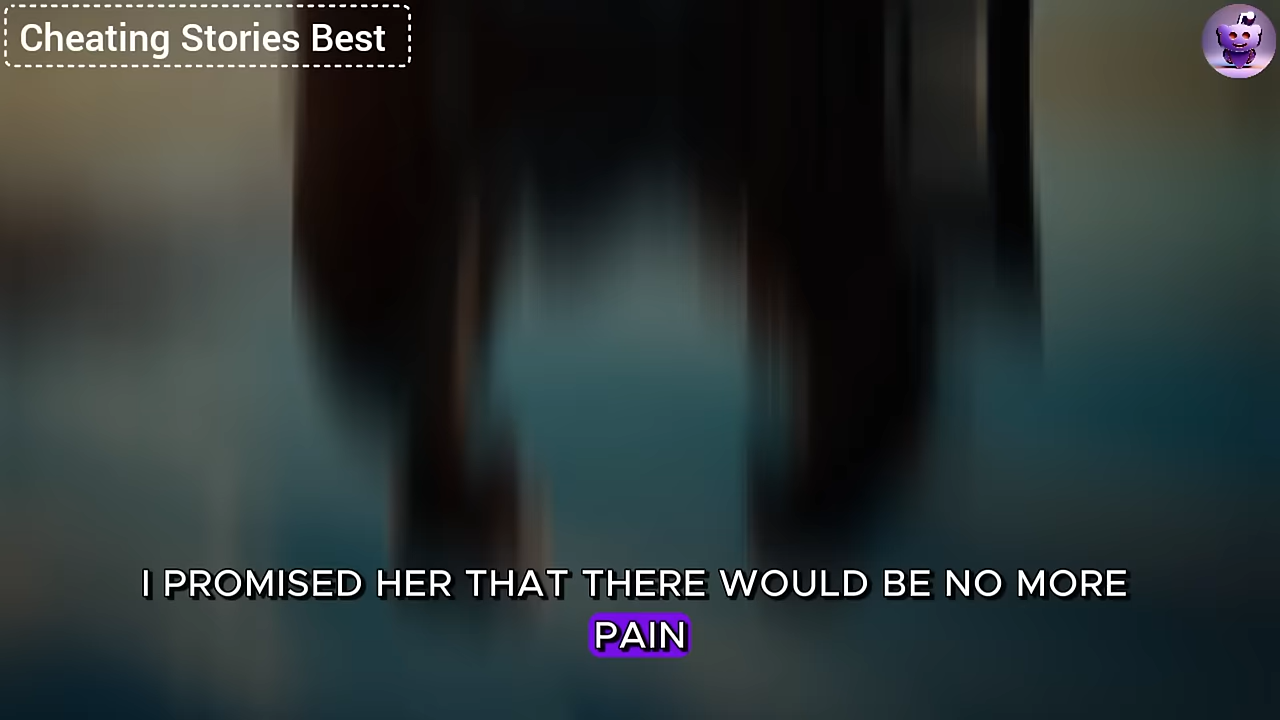 Cheating Stories Best
I PROMISED HER THAT THERE WOULD BE NO MORE
PAIN